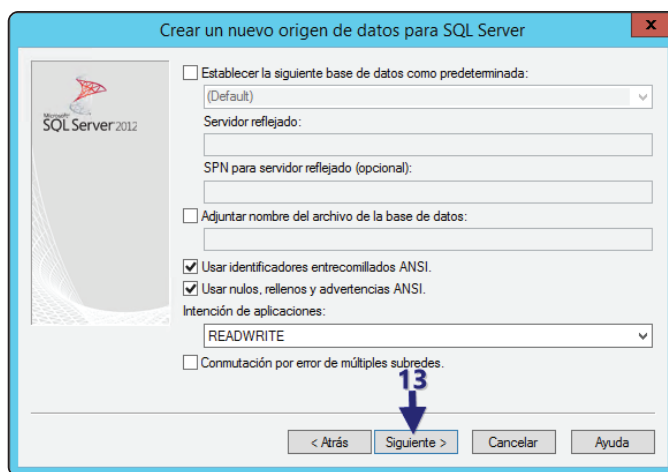 Crear un nuevo origen de datos para SQL Server
x
Microsoft
SQL Server 2012
Establecer la siguiente base de datos como predeterminada:
(Default)
Servidor reflejado:
SPN para servidor reflejado (opcional):
Adjuntar nombre del archivo de la base de datos:
Usar identificadores entrecomillados ANSI.
Usar nulos, rellenos y advertencias ANSI.
Intención de aplicaciones:
READWRITE
Conmutación por error de múltiples subredes.
13
< Atrás
Siguiente >
Cancelar
Ayuda